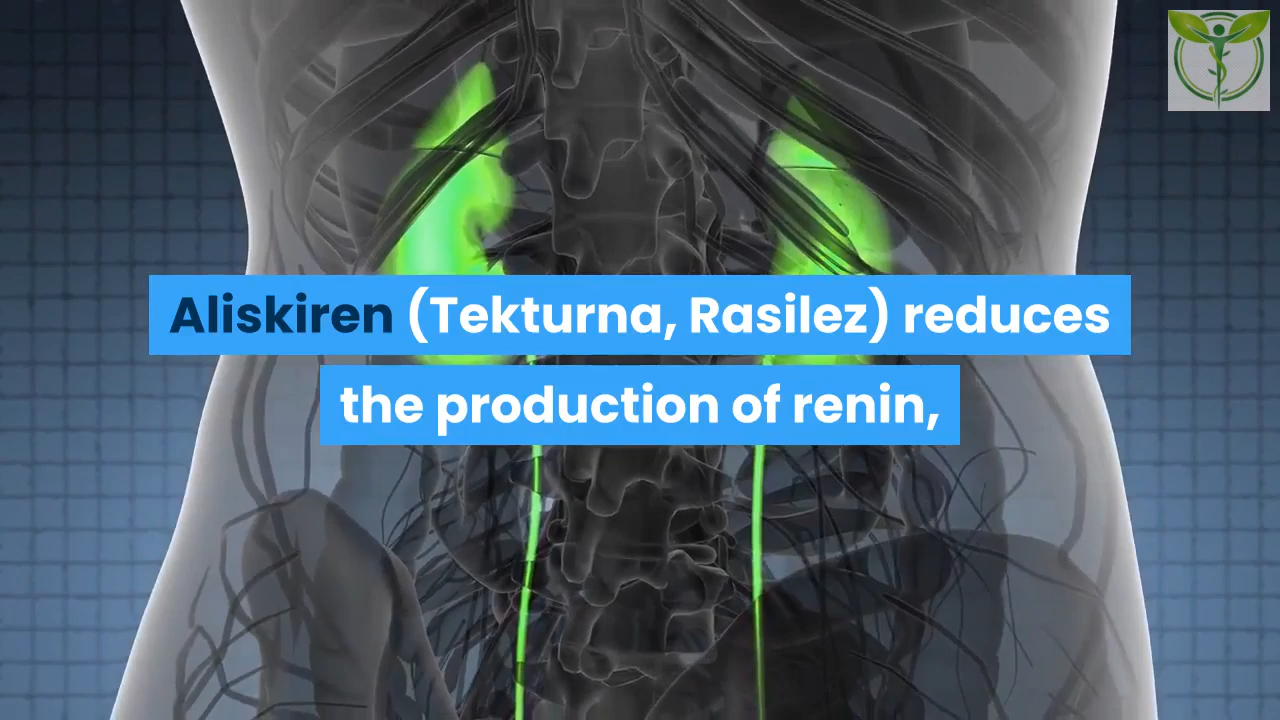 Aliskiren (Tekturna, Rasilez) reduces
the production of renin,